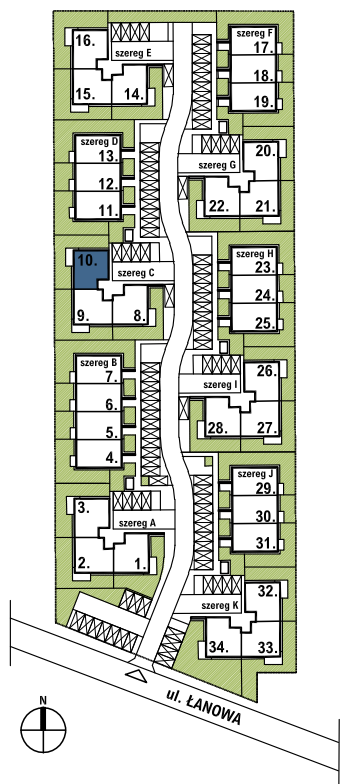 16.
szereg E
15.
14.
szereg F
17.
18.
19.
szereg D
13.
12.
11.
szereg G
20.
22.
21.
10.
szereg C
9.
8.
szereg H
23.
24.
25.
szereg B
7.
6.
5.
4.
26.
szereg I
28.
27.
3.
szereg A
2.
1.
szereg J
29.
30.
31.
32.
szereg K
34.
33.
ul. ŁANOWA
N